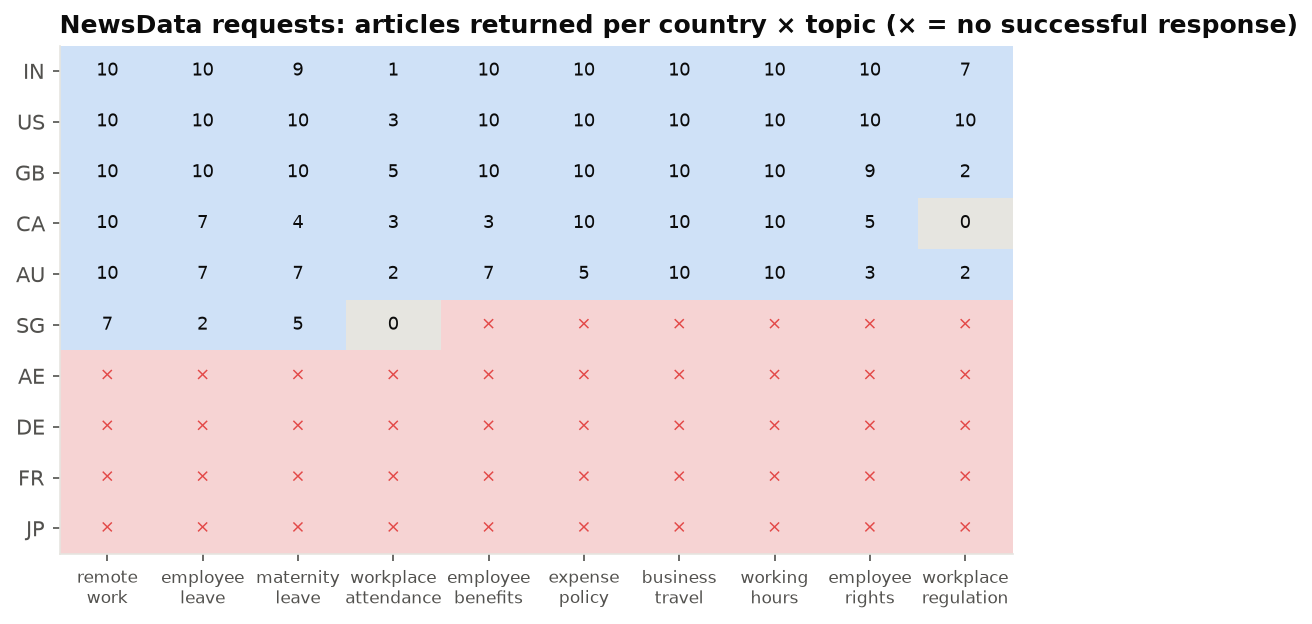 NewsData requests: articles returned per country × topic (× = no successful response)
IN 10 10 9 1 10 10 10 10 10 7
US 10 10 10 3 10 10 10 10 10 10
GB 10 10 10 5 10 10 10 10 9 2
CA 10 7 4 3 3 10 10 10 5 0
AU 10 7 7 2 7 5 10 10 3 2
SG 7 2 5 0 × × × × × ×
AE × × × × × × × × × ×
DE × × × × × × × × × ×
FR × × × × × × × × × ×
JP × × × × × × × × × ×
remote employee maternity workplace employee expense business working employee workplace
work leave leave attendance benefits policy travel hours rights regulation